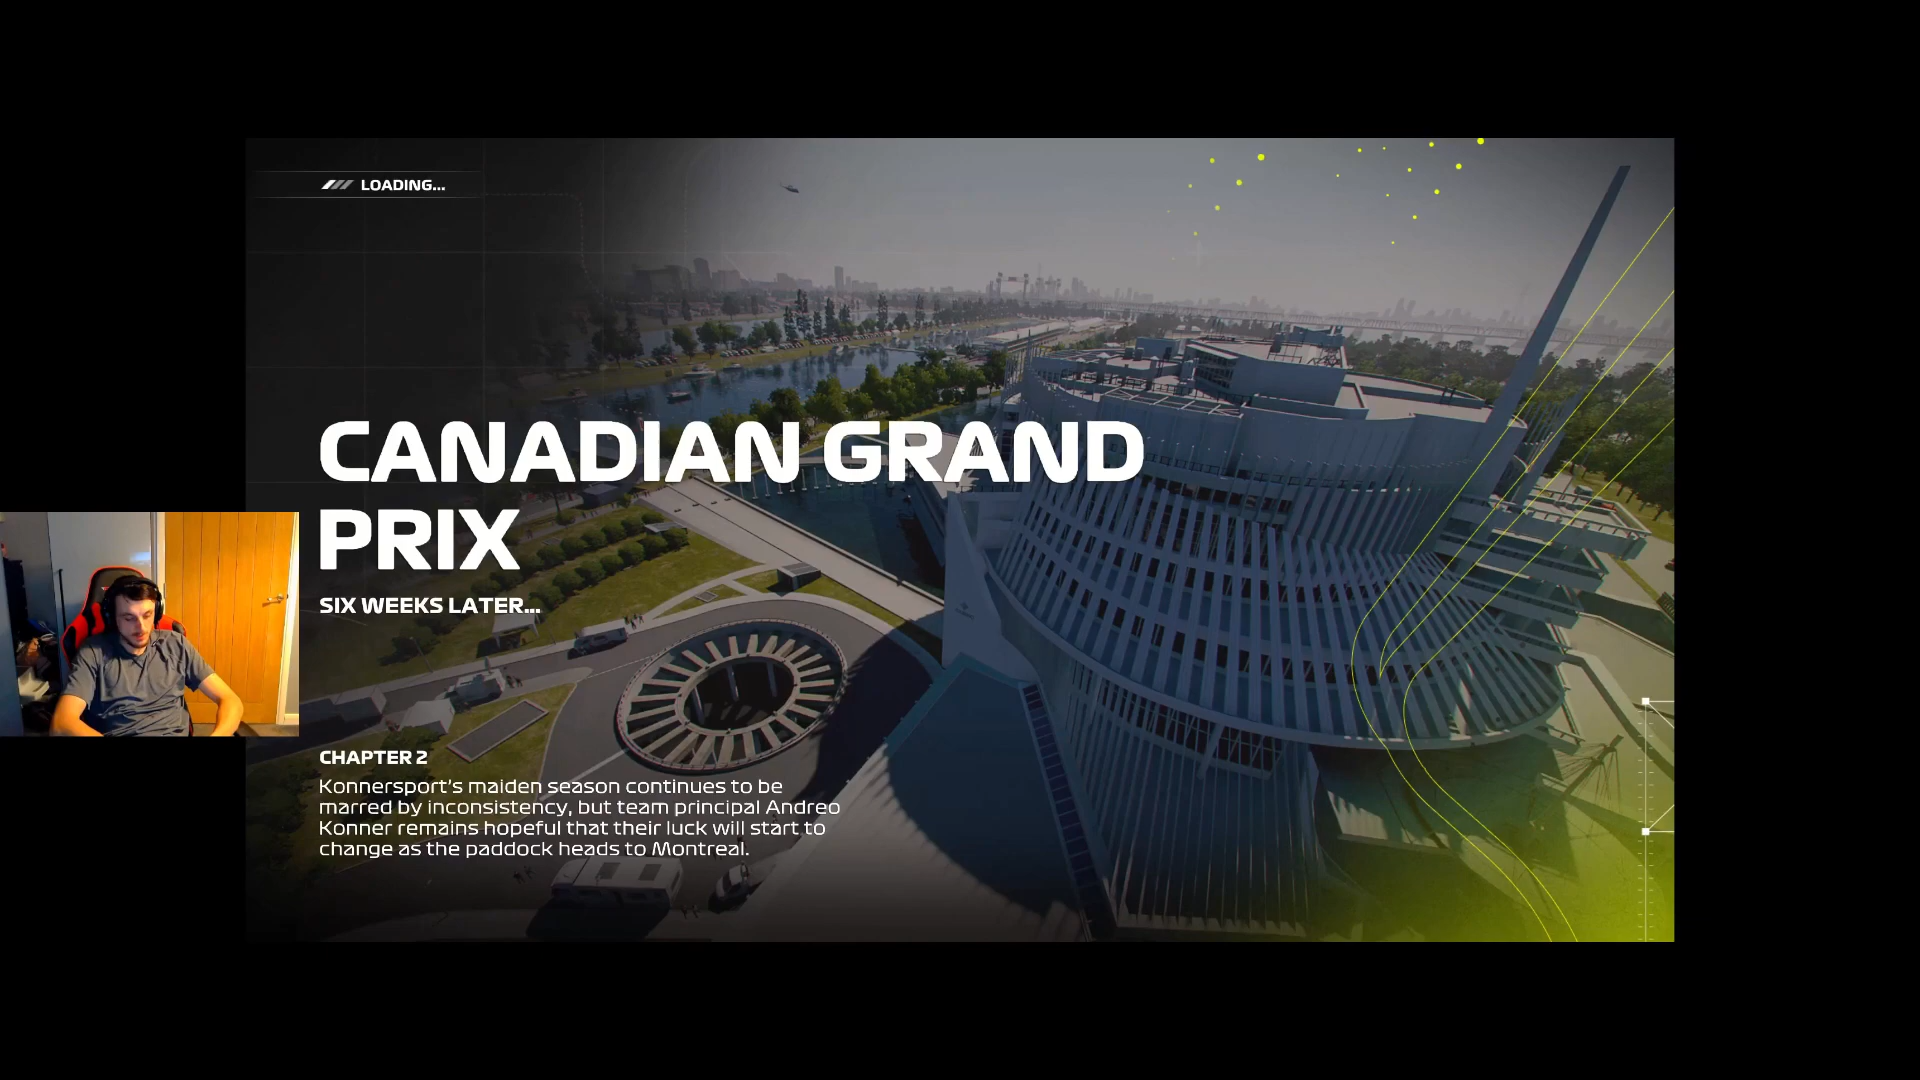 LOADING...
CANADIAN GRAND
PRIX
SIX WEEKS LATER...
CHAPTER 2
Konnersport's maiden season continues to be
marred by inconsistency, but team principal Andreo
Konner remains hopeful that their luck will start to
change as the paddock heads to Montreal.